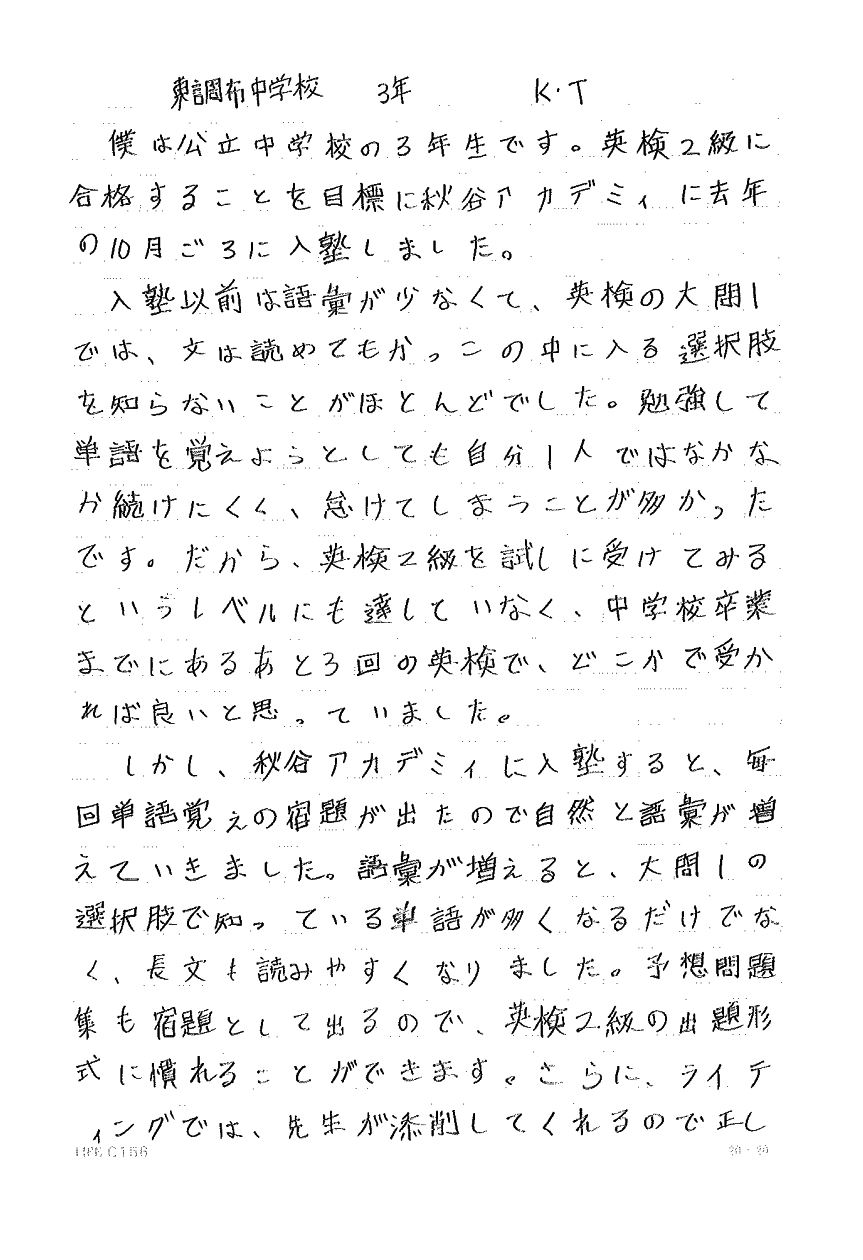 東調布中学校 3年 K・T
僕は公立中学校の3年生です。英検2級に
合格することを目標に秋谷アカデミィに去年
の10月ごろに入塾しました。
入塾以前は語彙が少なくて、英検の大問1
では、文は読めてもかっこの中に入る選択肢
を知らないことがほとんどでした。勉強して
単語を覚えようとしても自分1人ではなかな
か続けにくく、怠けてしまうことが多かった
です。だから、英検2級を試しに受けてみる
というレベルにも達していなく、中学校卒業
までにあるあと3回の英検で、どこかで受か
れば良いと思っていました。
しかし、秋谷アカデミィに入塾すると、毎
回単語覚えの宿題が出たので自然と語彙が増
えていきました。語彙が増えると、大問1の
選択肢で知っている単語が多くなるだけでな
く、長文も読みやすくなりました。予想問題
集も宿題として出るので、英検2級の出題形
式に慣れることができます。さらに、ライテ
ィングでは、先生が添削してくれるので正し
LIFE C156 20×20